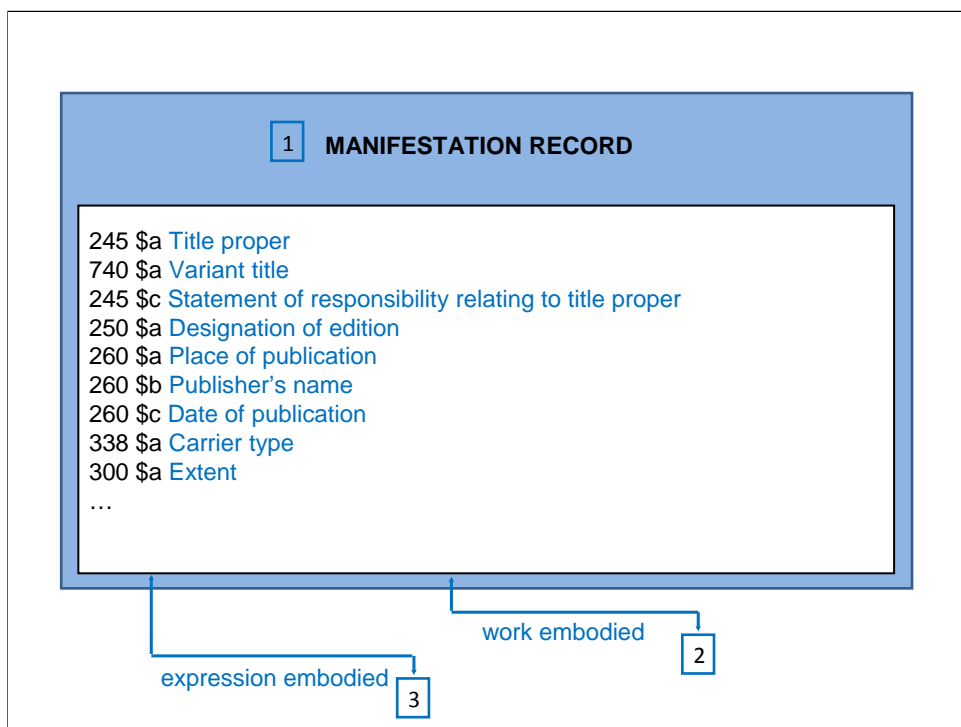 1 MANIFESTATION RECORD
245 $a Title proper
740 $a Variant title
245 $c Statement of responsibility relating to title proper
250 $a Designation of edition
260 $a Place of publication
260 $b Publisher’s name
260 $c Date of publication
338 $a Carrier type
300 $a Extent
…
work embodied
2
expression embodied
3